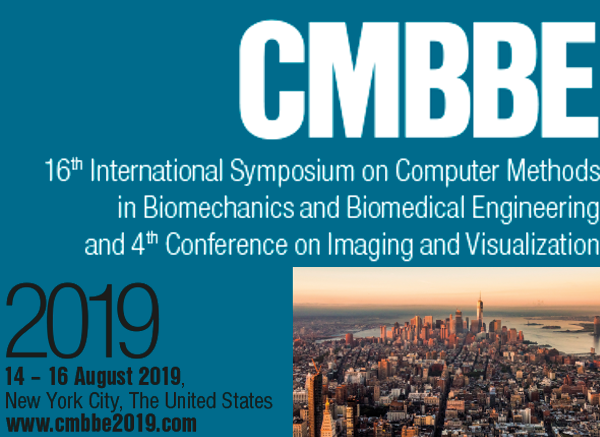 CMBBE
16th International Symposium on Computer Methods
in Biomechanics and Biomedical Engineering
and 4th Conference on Imaging and Visualization
2019
14 – 16 August 2019,
New York City, The United States
www.cmbbe2019.com